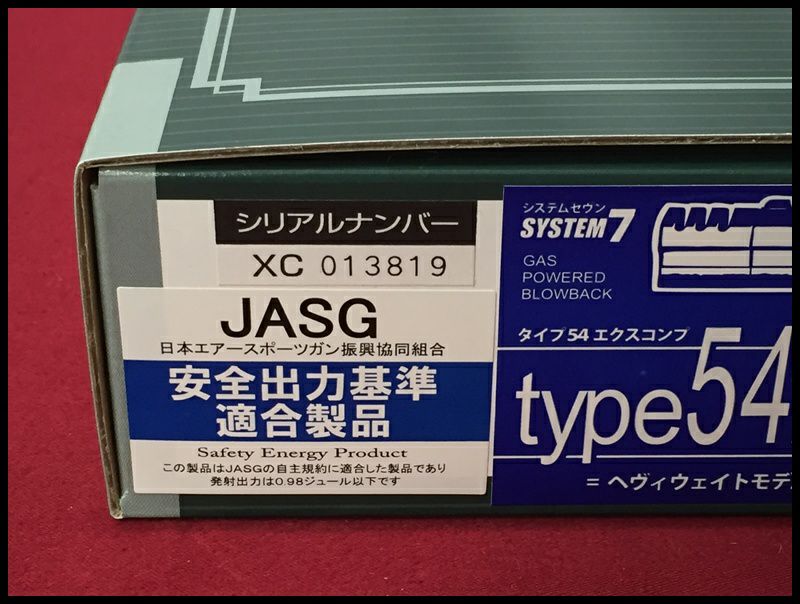 シリアルナンバー
XC 013819
JASG
日本エアースポーツガン振興協同組合
安全出力基準
適合製品
Safety Energy Product
この製品はJASGの自主規約に適合した製品であり
発射出力は0.98ジュール以下です
システムセヴン
SYSTEM7
GAS
POWERED
BLOWBACK
タイプ54 エクスコンプ
type54
= ヘヴィウェイトモデ